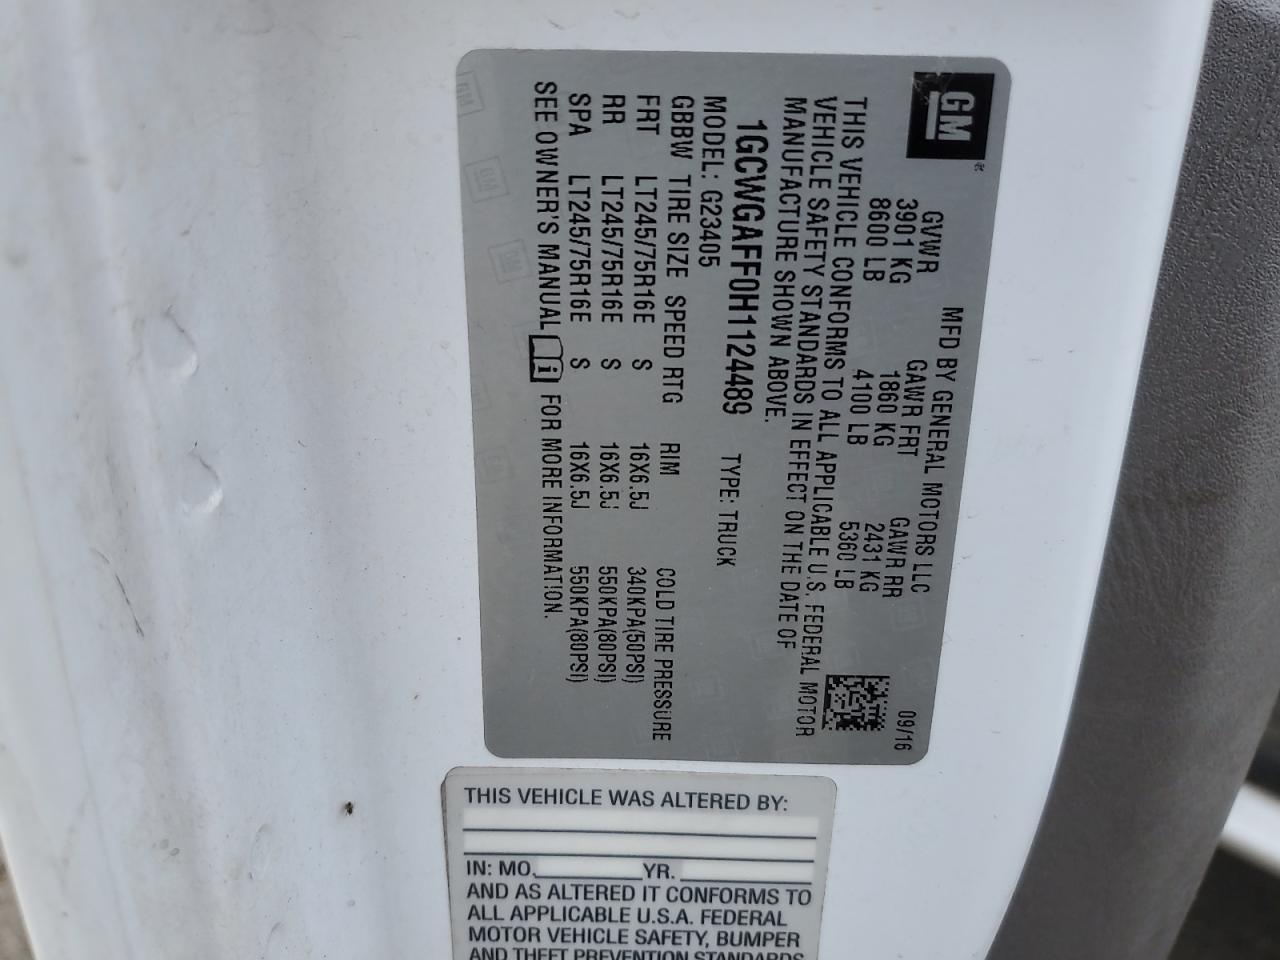 GM
MFD BY GENERAL MOTORS LLC 09/16
GVWR GAWR FRT GAWR RR
3901 KG 1860 KG 2431 KG
8600 LB 4100 LB 5360 LB
THIS VEHICLE CONFORMS TO ALL APPLICABLE U.S. FEDERAL MOTOR
VEHICLE SAFETY STANDARDS IN EFFECT ON THE DATE OF
MANUFACTURE SHOWN ABOVE.
1GCWGAFF0H1124489 TYPE: TRUCK
MODEL: G23405
GBBW TIRE SIZE SPEED RTG RIM COLD TIRE PRESSURE
FRT LT245/75R16E S 16X6.5J 340KPA(50PSI)
RR LT245/75R16E S 16X6.5J 550KPA(80PSI)
SPA LT245/75R16E S 16X6.5J 550KPA(80PSI)
SEE OWNER'S MANUAL FOR MORE INFORMATION.
THIS VEHICLE WAS ALTERED BY:
IN: MO. YR.
AND AS ALTERED IT CONFORMS TO
ALL APPLICABLE U.S.A. FEDERAL
MOTOR VEHICLE SAFETY, BUMPER
AND THEFT PREVENTION STANDARDS